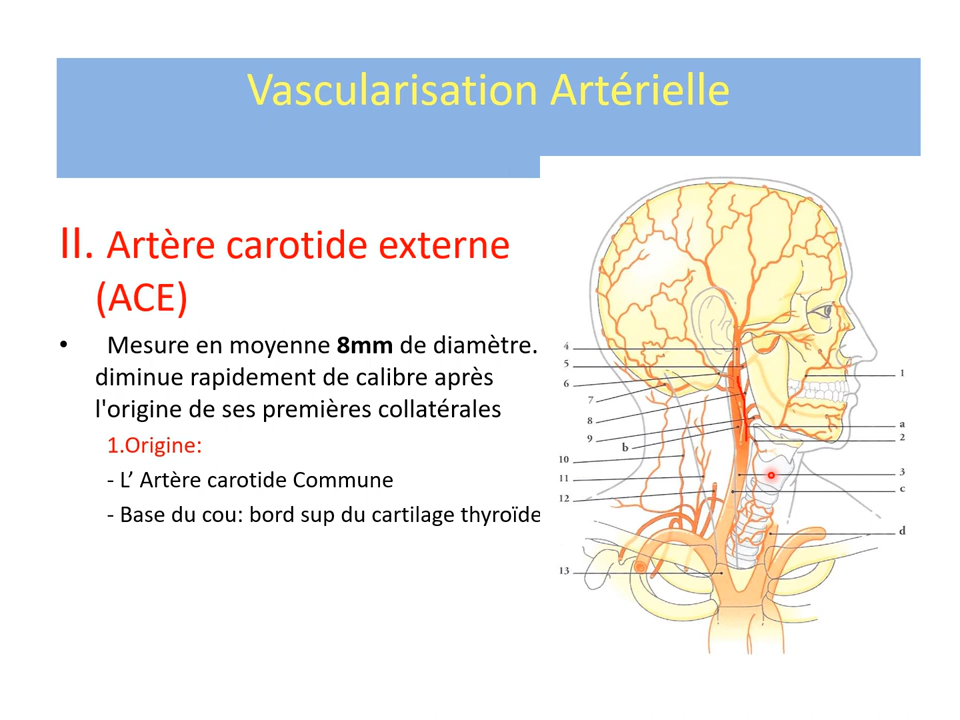 Vascularisation Artérielle
II. Artère carotide externe
(ACE)
• Mesure en moyenne 8mm de diamètre.
diminue rapidement de calibre après
l'origine de ses premières collatérales
1.Origine:
- L’ Artère carotide Commune
- Base du cou: bord sup du cartilage thyroïde
4
5
6
7
8
9
b
10
11
12
13
1
a
2
3
c
d